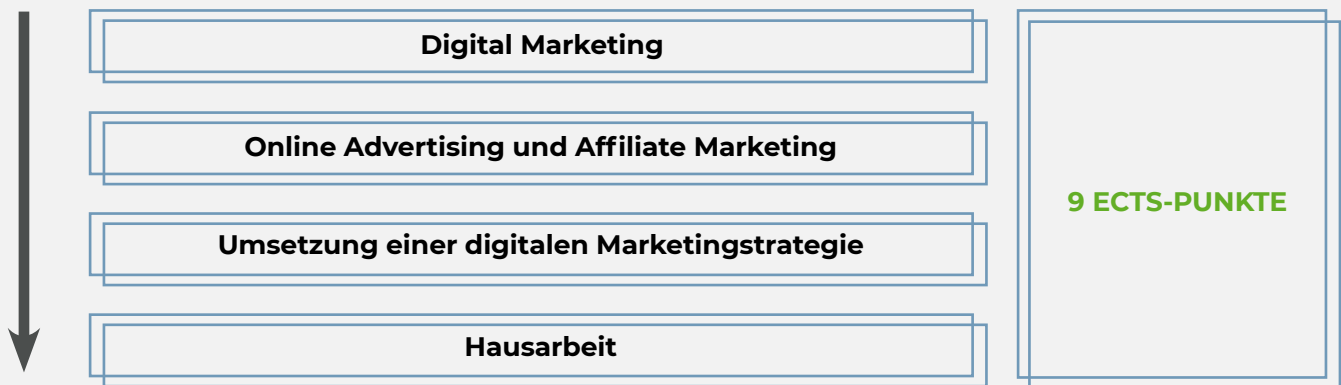 Digital Marketing
Online Advertising und Affiliate Marketing
Umsetzung einer digitalen Marketingstrategie
Hausarbeit
9 ECTS-PUNKTE